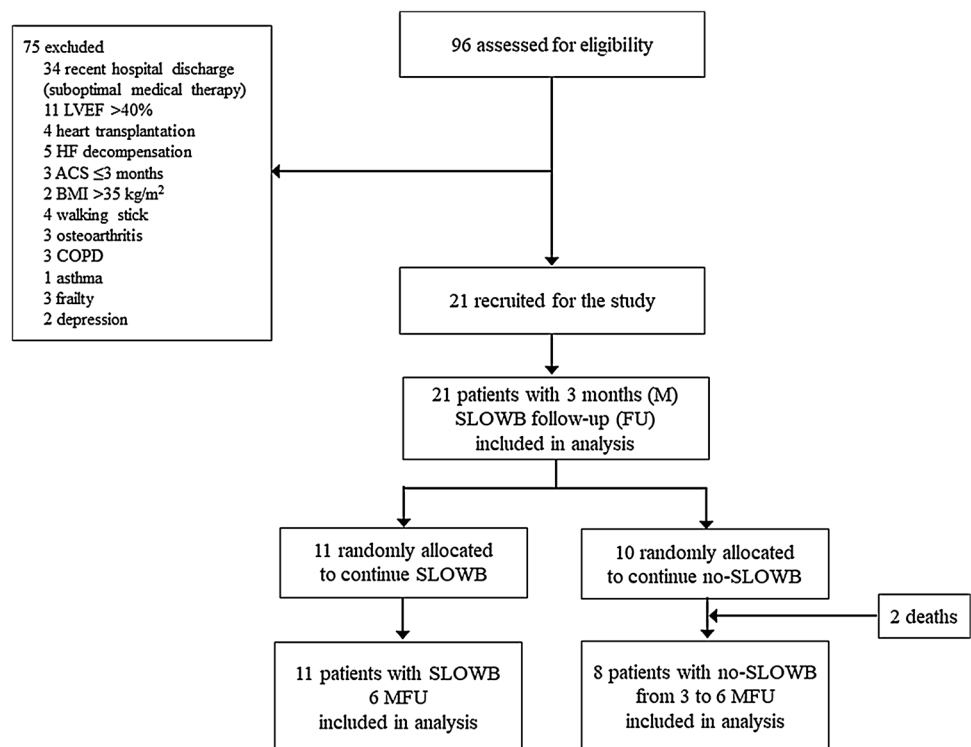 96 assessed for eligibility
75 excluded
34 recent hospital discharge
(suboptimal medical therapy)
11 LVEF >40%
4 heart transplantation
5 HF decompensation
3 ACS ≤3 months
2 BMI >35 kg/m²
4 walking stick
3 osteoarthritis
3 COPD
1 asthma
3 frailty
2 depression
21 recruited for the study
21 patients with 3 months (M)
SLOWB follow-up (FU)
included in analysis
11 randomly allocated
to continue SLOWB
10 randomly allocated
to continue no-SLOWB
2 deaths
11 patients with SLOWB
6 MFU
included in analysis
8 patients with no-SLOWB
from 3 to 6 MFU
included in analysis